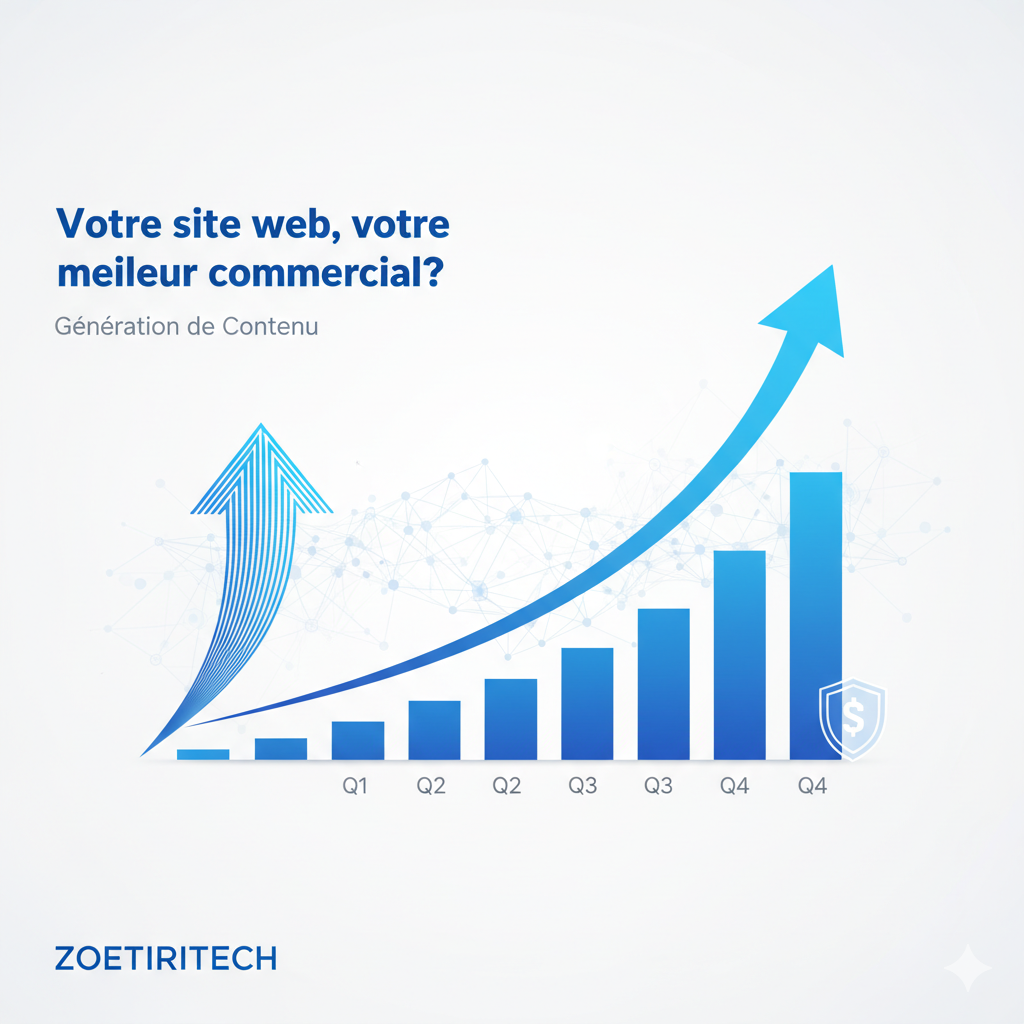 Votre site web, votre
meileur commercial?
Génération de Contenu
$
Q1 Q2 Q2 Q3 Q3 Q4 Q4
ZOETIRITECH